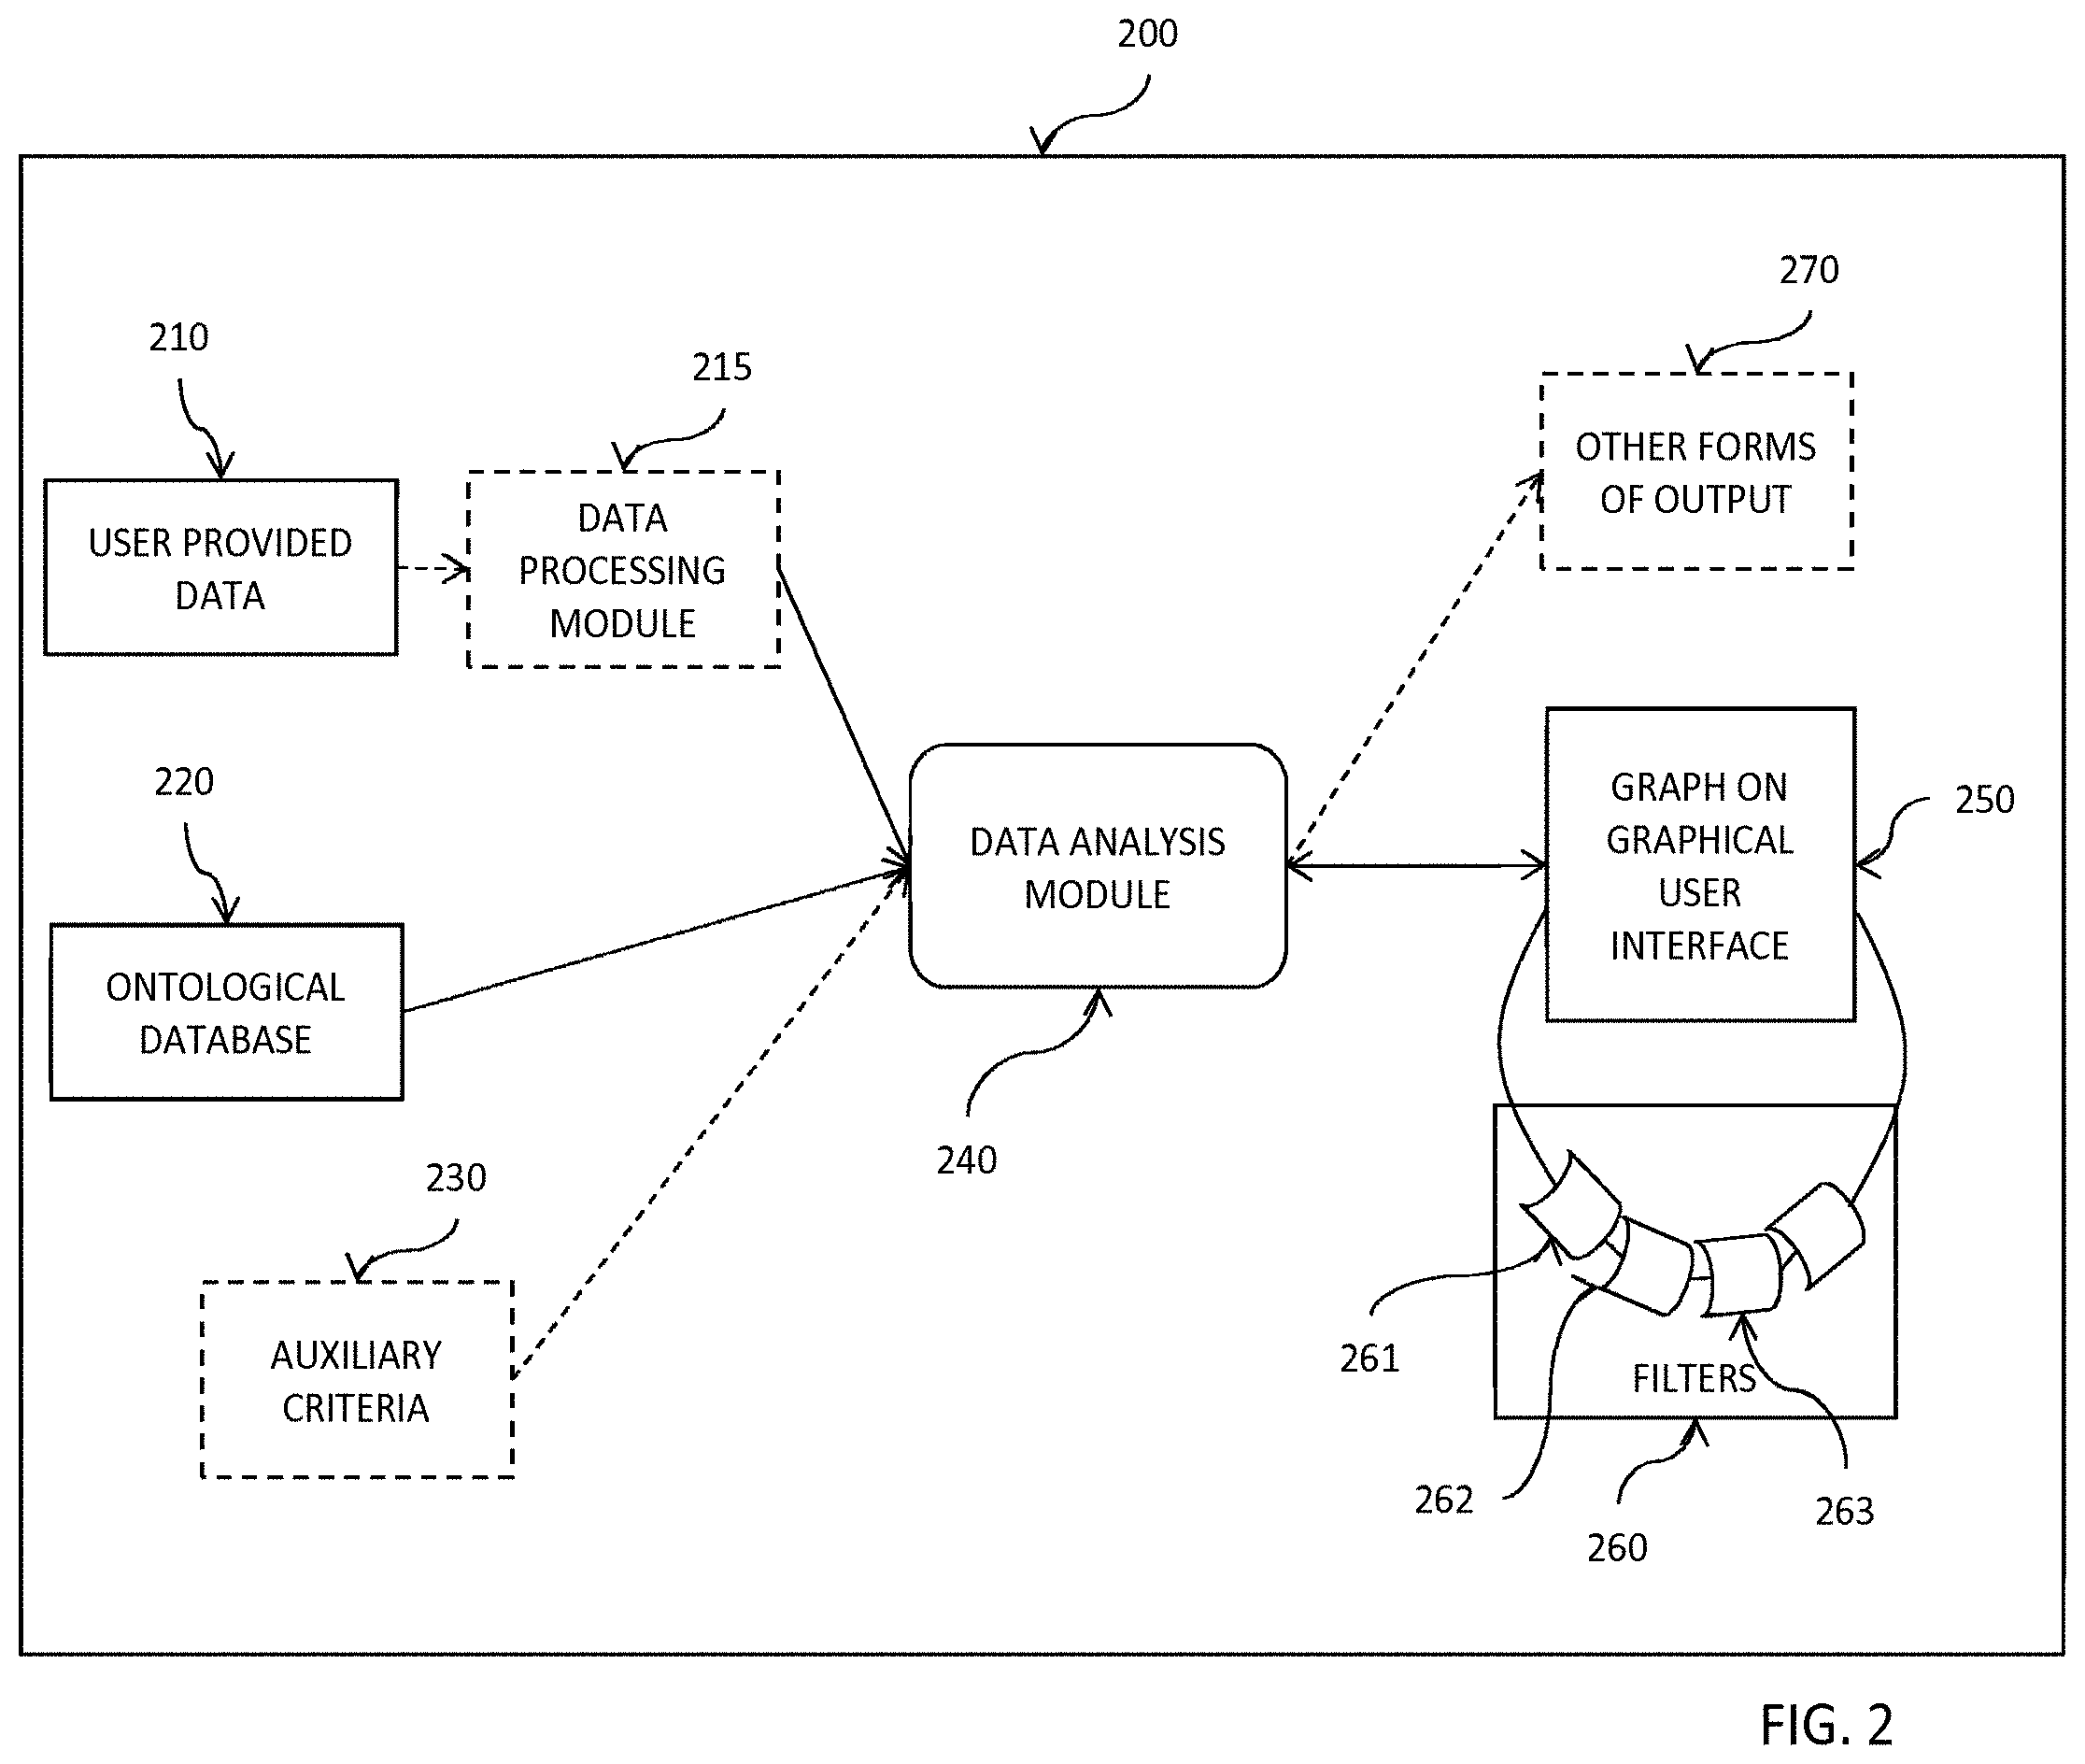 200
270
210
215
OTHER FORMS
OF OUTPUT
USER PROVIDED
DATA
DATA
PROCESSING
MODULE
220
GRAPH ON
GRAPHICAL
USER
INTERFACE
250
DATA ANALYSIS
MODULE
ONTOLOGICAL
DATABASE
240
230
AUXILIARY
CRITERIA
261
FILTERS
262
263
260
FIG. 2